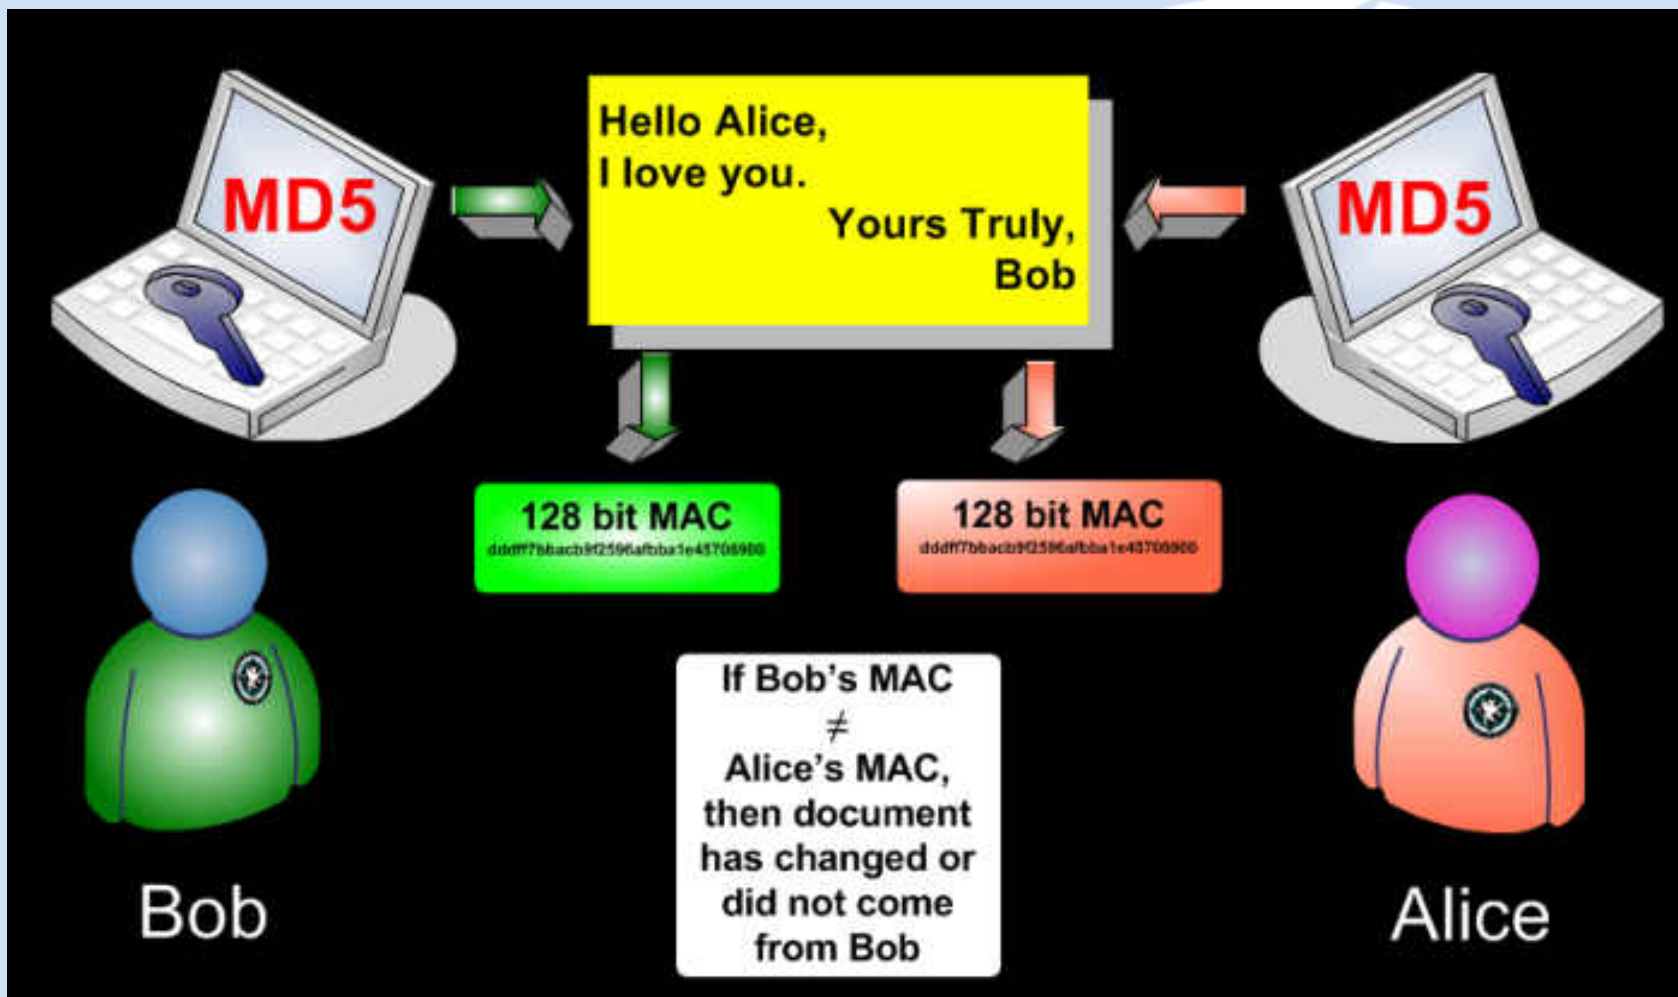 MD5
Hello Alice,
I love you.
Yours Truly,
Bob
MD5
128 bit MAC
128 bit MAC
If Bob's MAC
≠
Alice's MAC,
then document
has changed or
did not come
from Bob
Bob
Alice